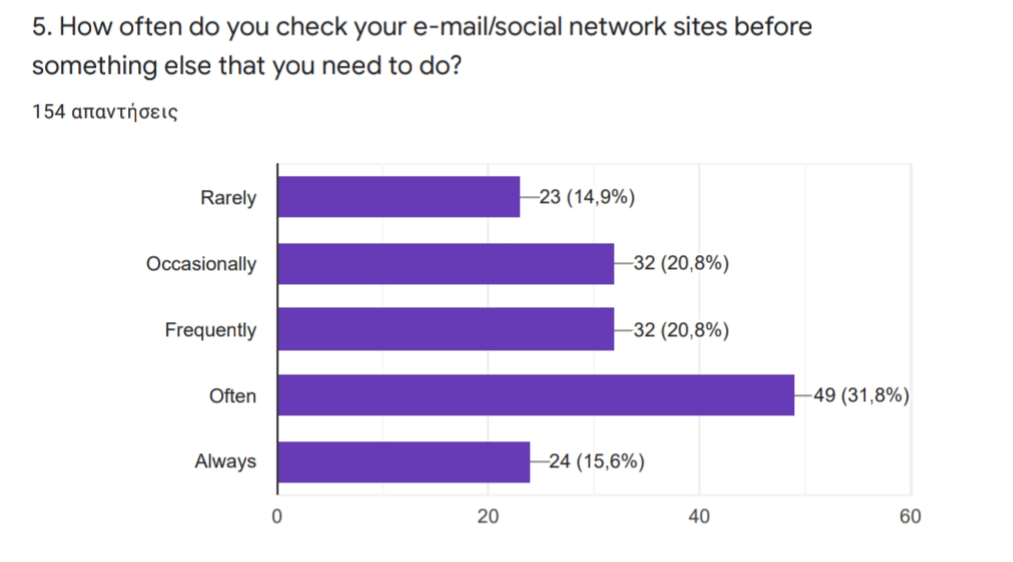 5. How often do you check your e-mail/social network sites before
something else that you need to do?
154 απαντήσεις
Rarely 23 (14,9%)
Occasionally 32 (20,8%)
Frequently 32 (20,8%)
Often 49 (31,8%)
Always 24 (15,6%)
0 20 40 60